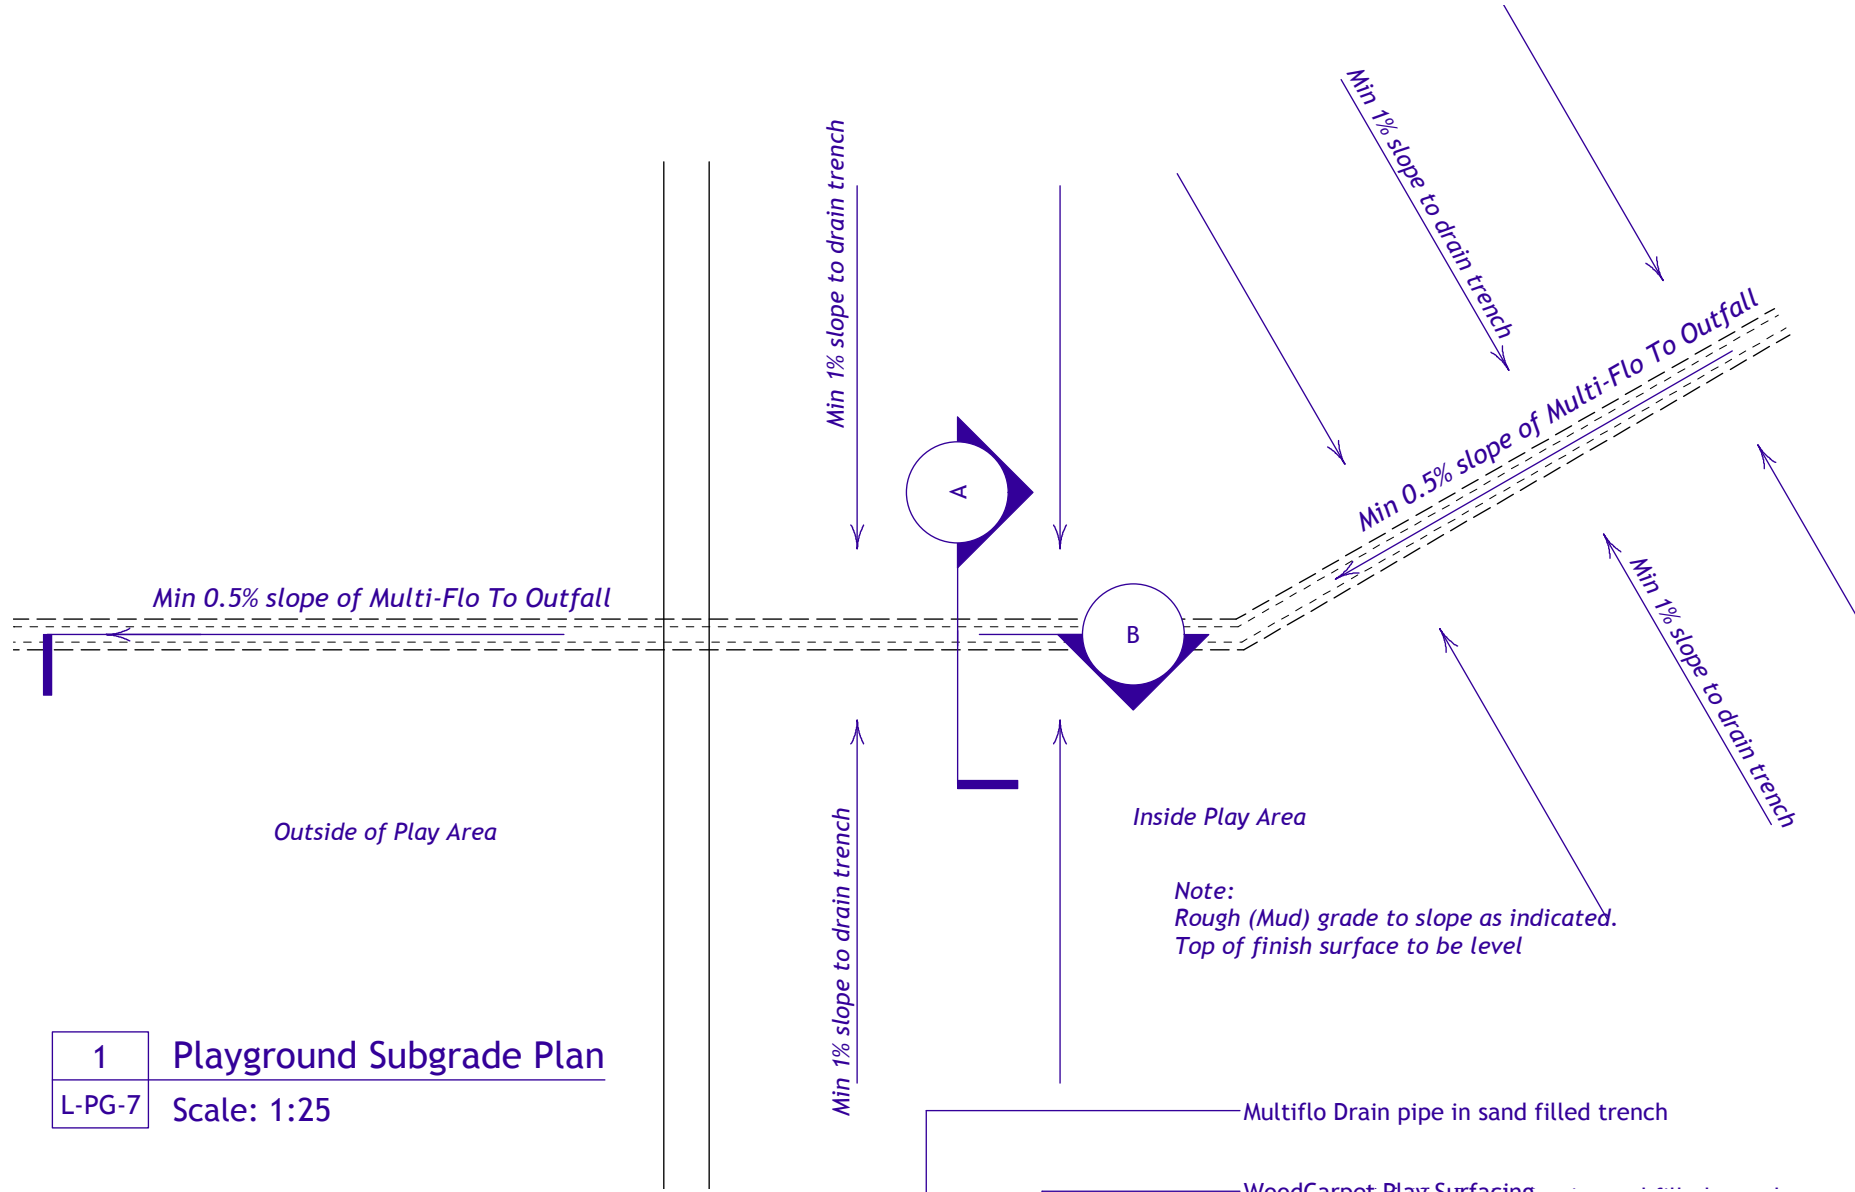 Min 1% slope to drain trench
Min 1% slope to drain trench
Min 0.5% slope of Multi-Flo To Outfall
A
Min 0.5% slope of Multi-Flo To Outfall
B
Min 1% slope to drain trench
Outside of Play Area
Inside Play Area
Min 1% slope to drain trench
Note:
Rough (Mud) grade to slope as indicated.
Top of finish surface to be level
1
Playground Subgrade Plan
L-PG-7
Scale: 1:25
Multiflo Drain pipe in sand filled trench
WoodCarpet Play Surfacing